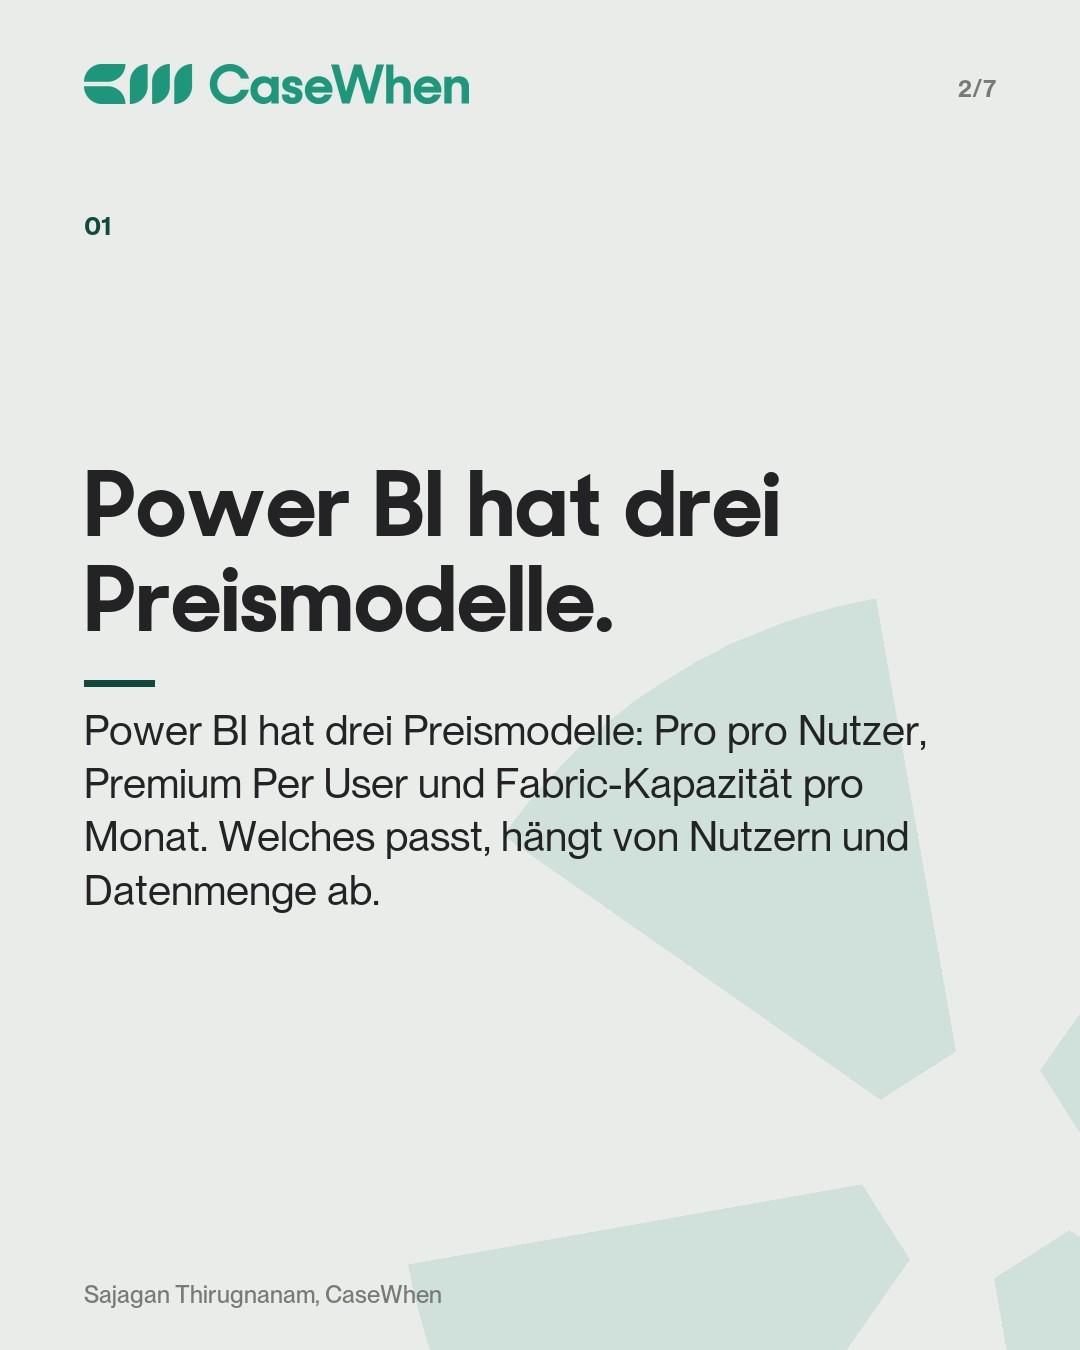 CaseWhen
2/7
01
Power BI hat drei
Preismodelle.
Power BI hat drei Preismodelle: Pro pro Nutzer,
Premium Per User und Fabric-Kapazität pro
Monat. Welches passt, hängt von Nutzern und
Datenmenge ab.
Sajagan Thirugnanam, CaseWhen